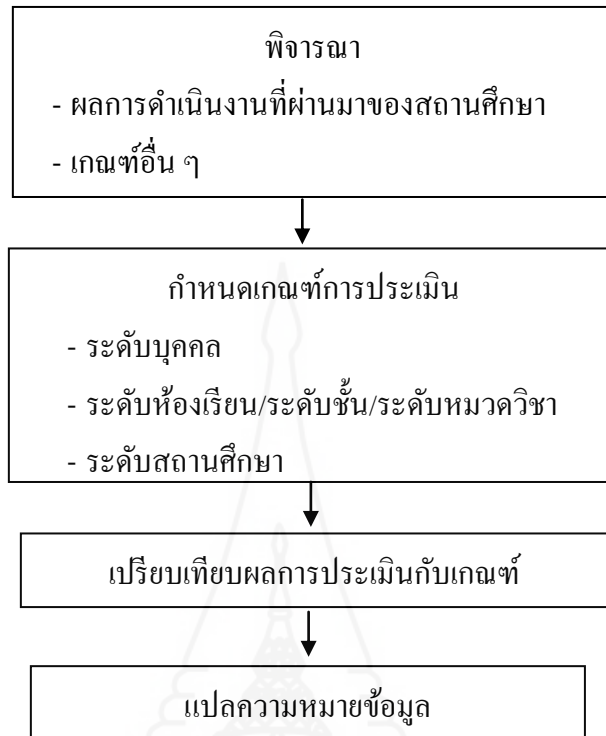 พิจารณา
- ผลการดำเนินงานที่ผ่านมาของสถานศึกษา
- เกณฑ์อื่น ๆ
กำหนดเกณฑ์การประเมิน
- ระดับบุคคล
- ระดับห้องเรียน/ระดับชั้น/ระดับหมวดวิชา
- ระดับสถานศึกษา
เปรียบเทียบผลการประเมินกับเกณฑ์
แปลความหมายข้อมูล